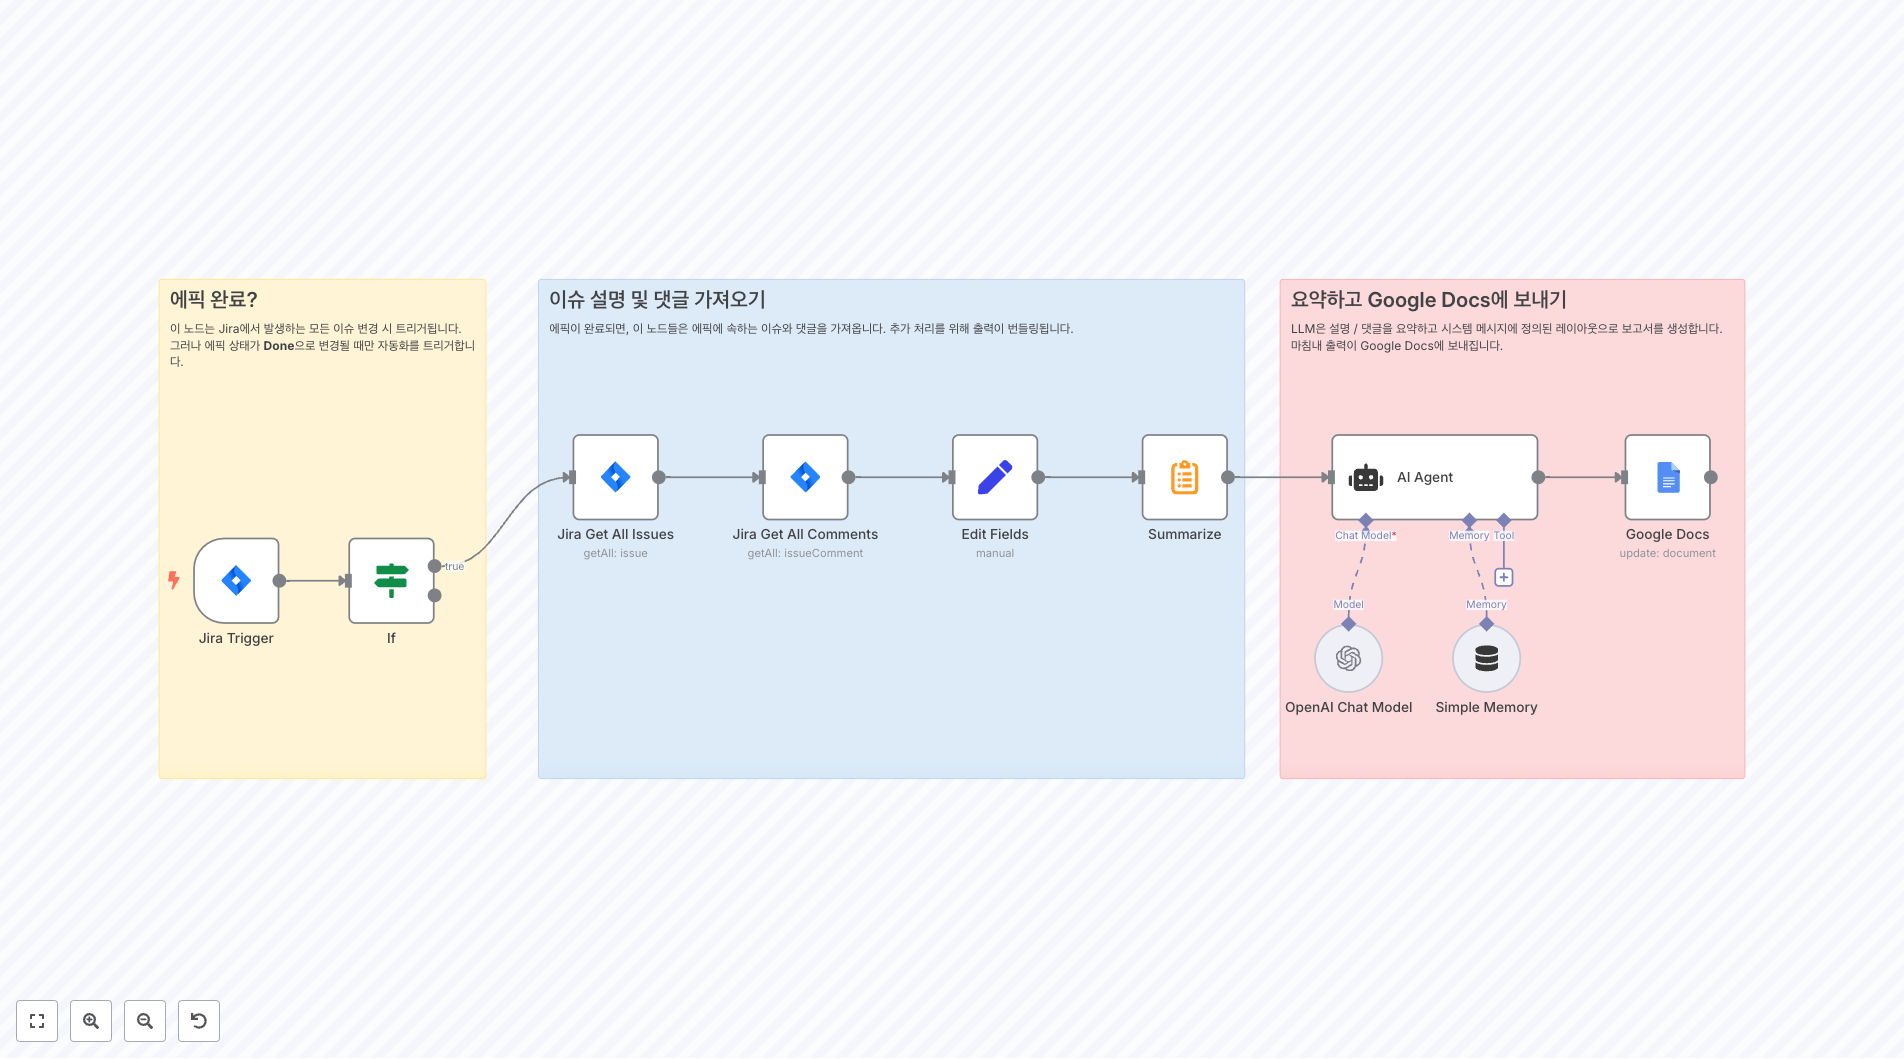 에픽 완료?
이 노드는 Jira에서 발생하는 모든 이슈 변경 시 트리거됩니다.
그러나 에픽 상태가 Done으로 변경될 때만 자동화를 트리거합니
다.
이슈 설명 및 댓글 가져오기
에픽이 완료되면, 이 노드들은 에픽에 속하는 이슈와 댓글을 가져옵니다. 추가 처리를 위해 출력이 번들링됩니다.
요약하고 Google Docs에 보내기
LLM은 설명 / 댓글을 요약하고 시스템 메시지에 정의된 레이아웃으로 보고서를 생성합니다.
마침내 출력이 Google Docs에 보내집니다.
Jira Trigger
If
true
Jira Get All Issues
getAll: issue
Jira Get All Comments
getAll: issueComment
Edit Fields
manual
Summarize
AI Agent
Chat Model*
Memory
Tool
Model
Memory
OpenAI Chat Model
Simple Memory
Google Docs
update: document